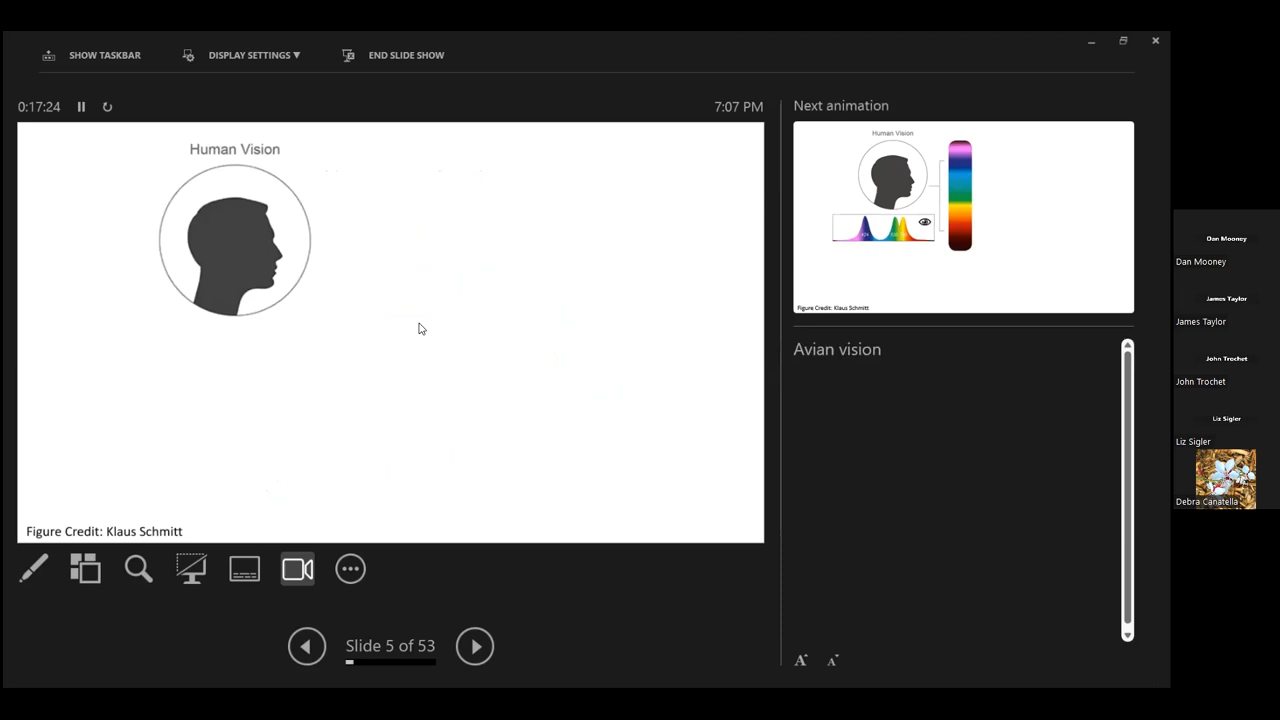 SHOW TASKBAR
DISPLAY SETTINGS ▼
END SLIDE SHOW
0:17:24
7:07 PM
Next animation
Human Vision
Figure Credit: Klaus Schmitt
Human Vision
Figure Credit: Klaus Schmitt
Avian vision
Slide 5 of 53
A
A
Dan Mooney
Dan Mooney
James Taylor
James Taylor
John Trochet
John Trochet
Liz Sigler
Liz Sigler
Debra Canatella